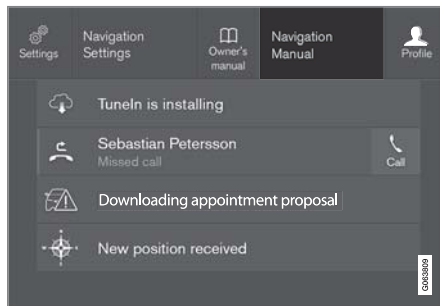 Settings
Navigation
Settings
Owner's
manual
Navigation
Manual
Profile
TuneIn is installing
Sebastian Petersson
Missed call
Call
Downloading appointment proposal
New position received
G063809